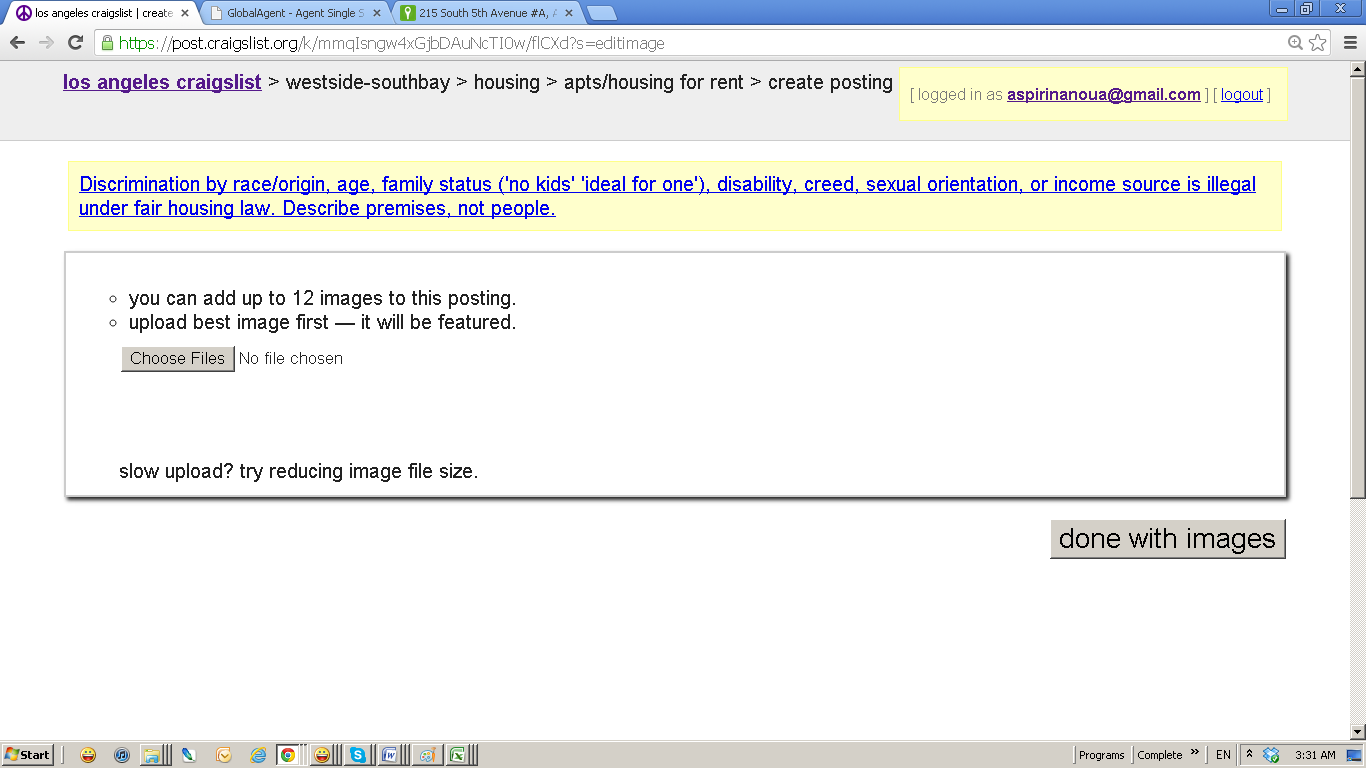 los angeles craigslist | create
GlobalAgent - Agent Single S
215 South 5th Avenue #A, A
https://post.craigslist.org/k/mmqIsngw4xGjbDAuNcTI0w/flCXd?s=editimage
los angeles craigslist > westside-southbay > housing > apts/housing for rent > create posting
[ logged in as aspirinanoua@gmail.com ] [ logout ]
Discrimination by race/origin, age, family status ('no kids' 'ideal for one'), disability, creed, sexual orientation, or income source is illegal
under fair housing law. Describe premises, not people.
you can add up to 12 images to this posting.
upload best image first — it will be featured.
Choose Files No file chosen
slow upload? try reducing image file size.
done with images
Start
Programs
Complete
EN
3:31 AM